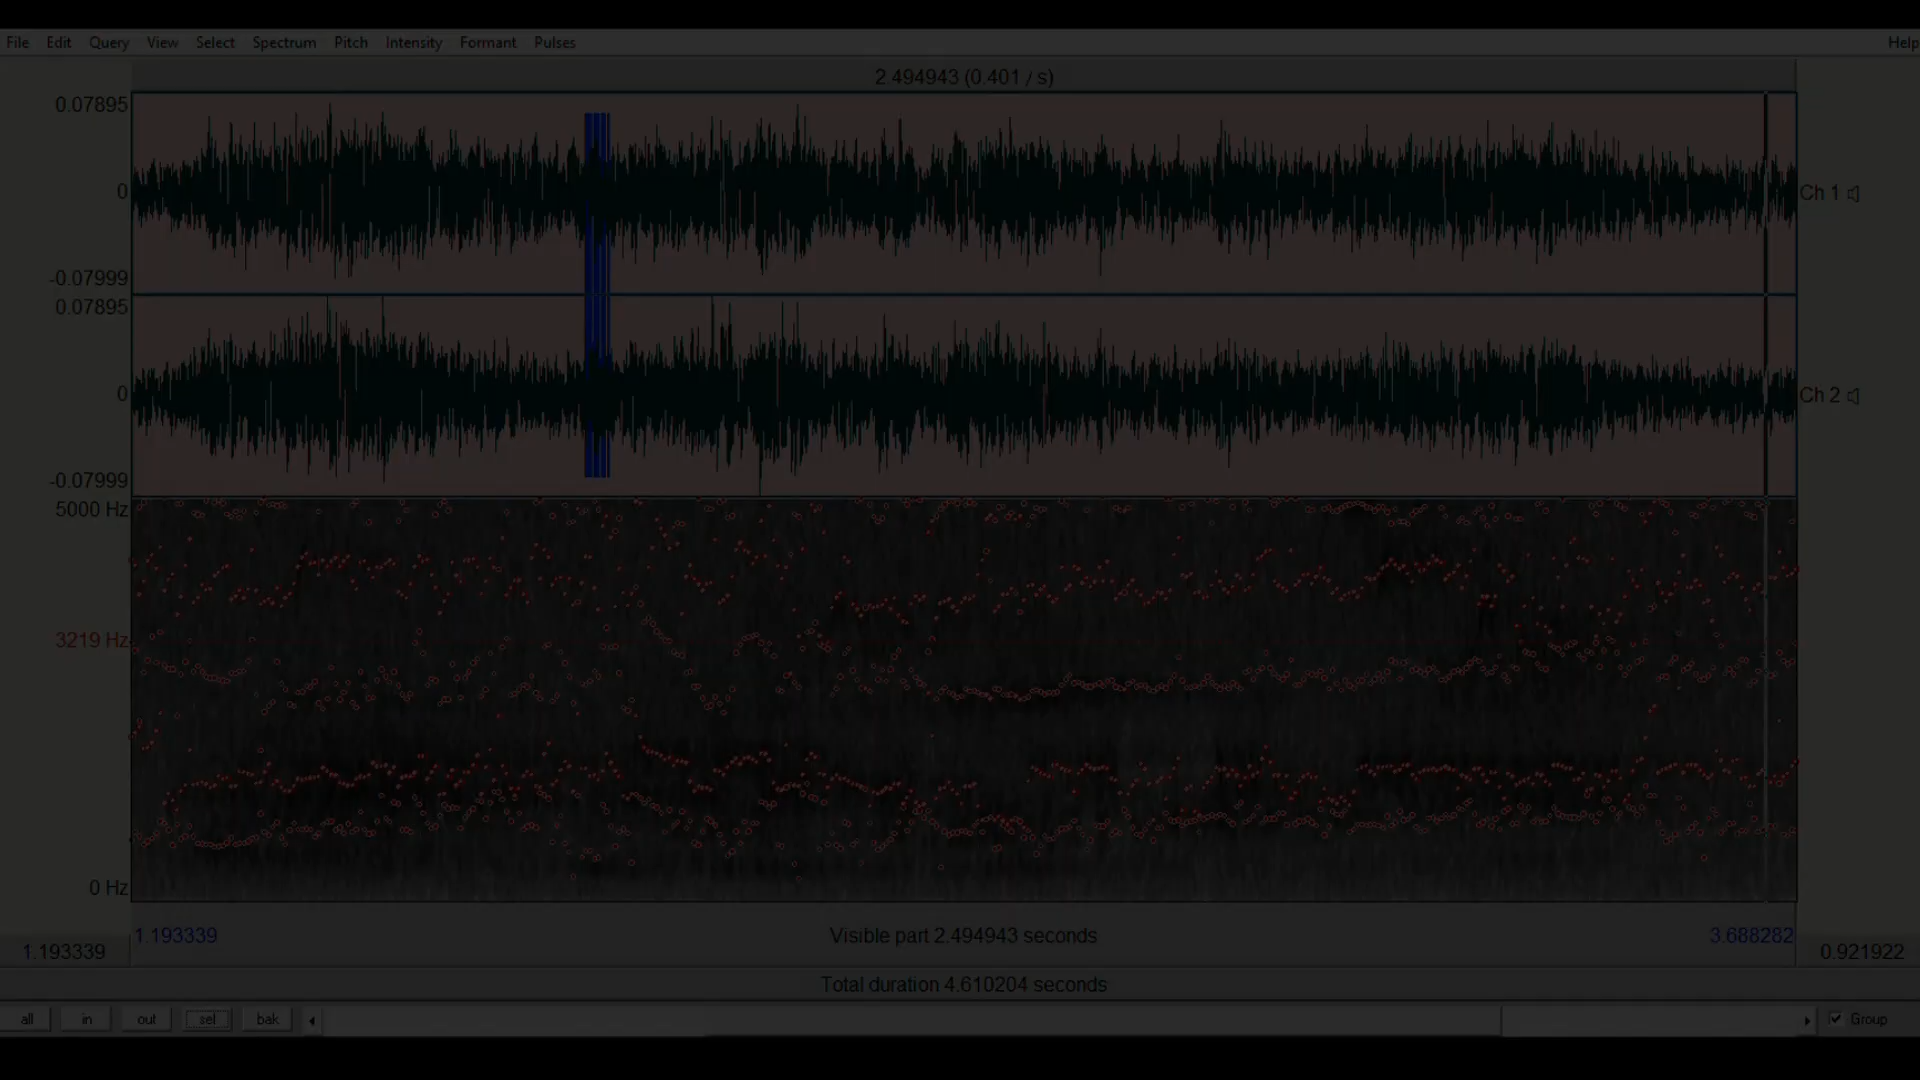 File Edit Query View Select Spectrum Pitch Intensity Formant Pulses Help
2.494943 (0.401 / s)
0.07895
0
-0.07999
Ch 1
0.07895
0
-0.07999
Ch 2
5000 Hz
3219 Hz
0 Hz
1.193339 Visible part 2.494943 seconds 3.688282
1.193339 0.921922
Total duration 4.610204 seconds
all in out sel bak Group